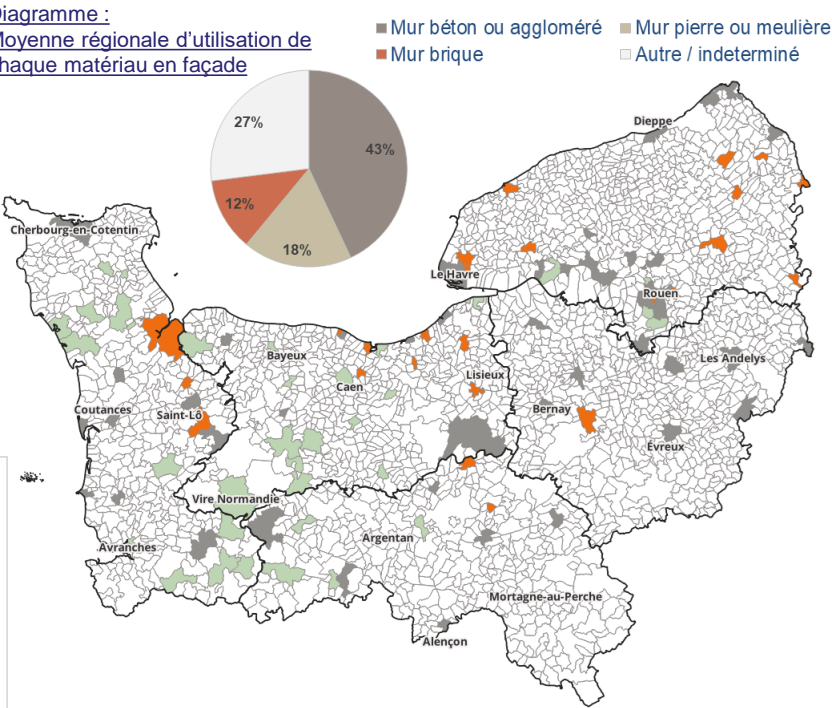 Diagramme :
Moyenne régionale d'utilisation de
chaque matériau en façade
Mur béton ou aggloméré
Mur pierre ou meulière
Mur brique
Autre / indeterminé
27%
43%
12%
18%
Dieppe
Cherbourg-en-Cotentin
Le Havre
Rouen
Bayeux
Les Andelys
Caen
Lisieux
Coutances
Saint-Lô
Bernay
Évreux
Vire Normandie
Argentan
Avranches
Mortagne-au-Perche
Alençon